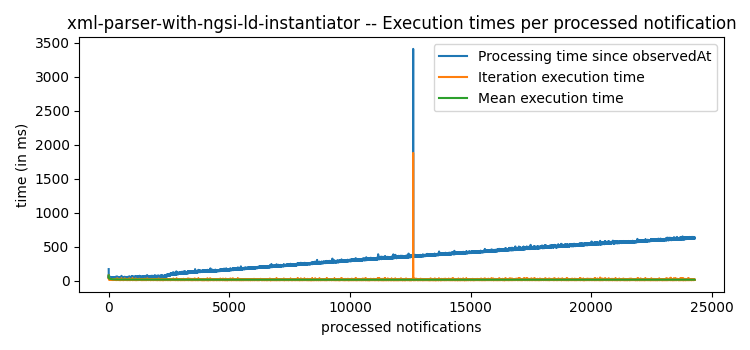 xml-parser-with-ngsi-ld-instantiator -- Execution times per processed notification
3500
3000
2500
2000
1500
1000
500
0
time (in ms)
Processing time since observedAt
Iteration execution time
Mean execution time
0
5000
10000
15000
20000
25000
processed notifications